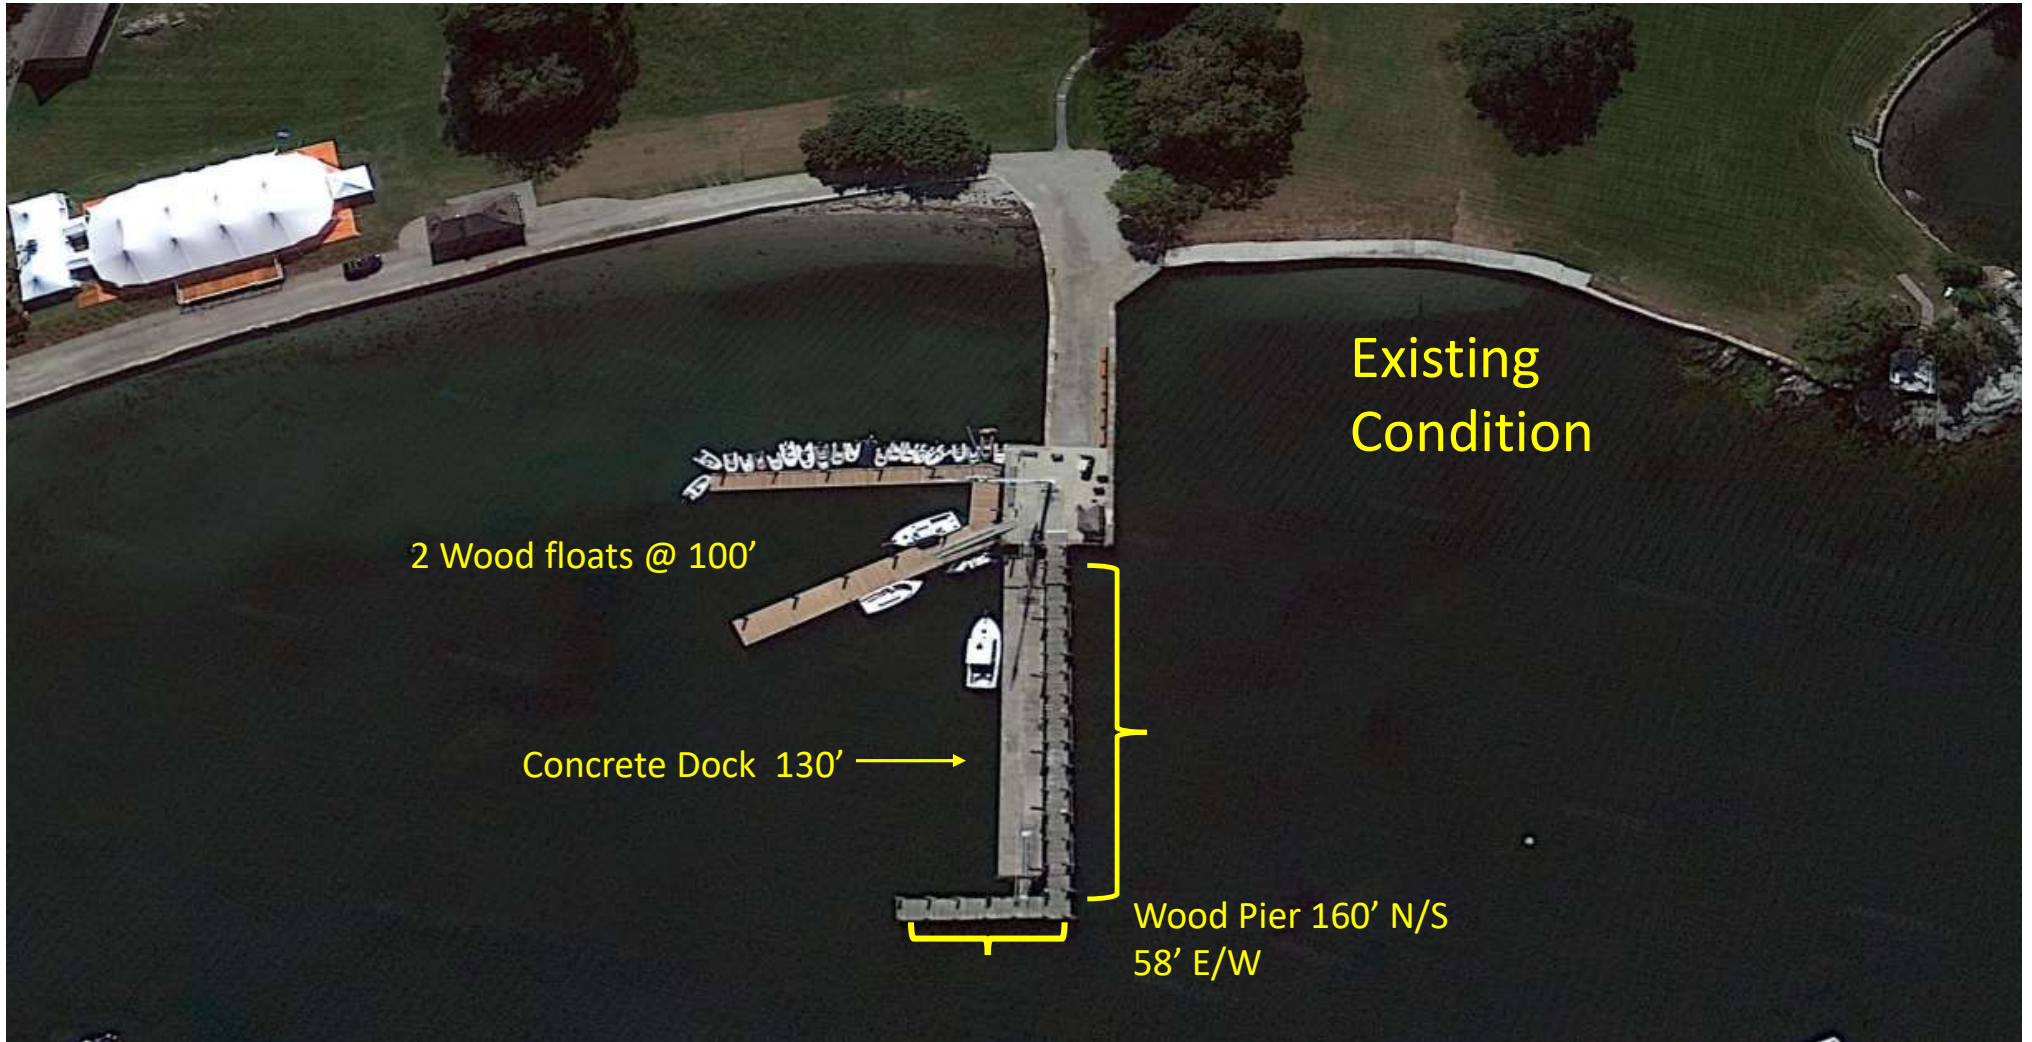 Existing
Condition
2 Wood floats @ 100’
Concrete Dock  130’
Wood Pier 160’ N/S
58’ E/W